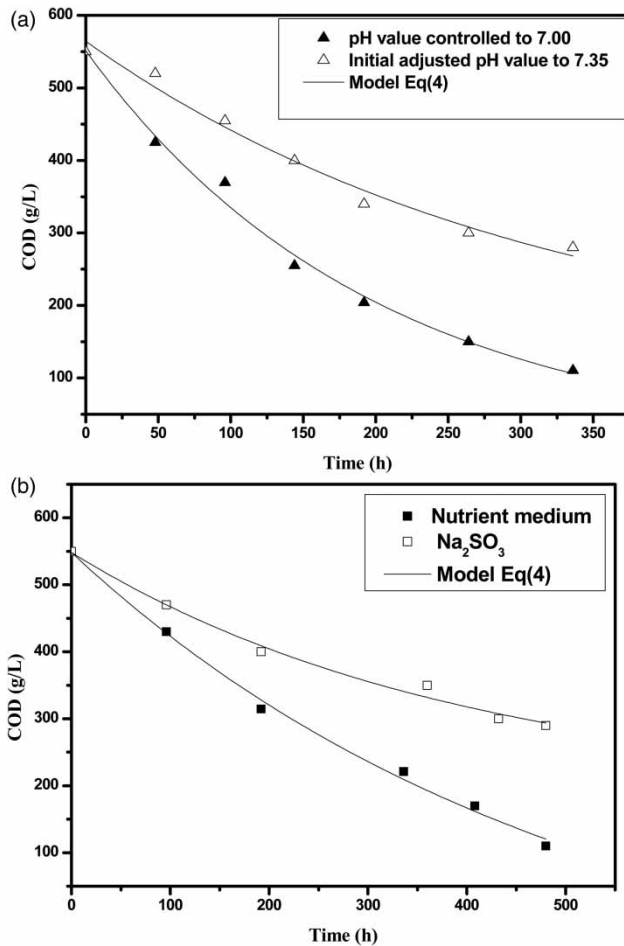 (a)
pH value controlled to 7.00
Initial adjusted pH value to 7.35
Model Eq(4)
600
500
400
300
200
100
COD (g/L)
0 50 100 150 200 250 300 350
Time (h)
(b)
Nutrient medium
Na₂SO₃
Model Eq(4)
600
500
400
300
200
100
COD (g/L)
0 100 200 300 400 500
Time (h)